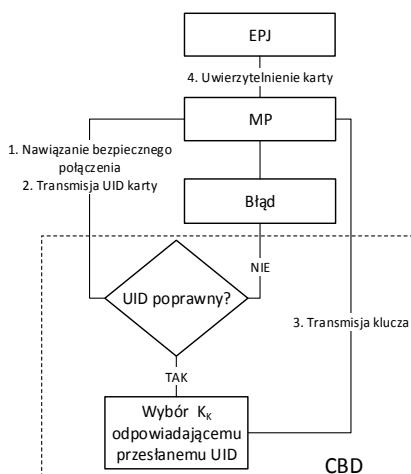 EPJ
4. Uwierzytelnienie karty
MP
1. Nawiązanie bezpiecznego
połączenia
2. Transmisja UID karty
Błąd
NIE
UID poprawny?
3. Transmisja klucza
TAK
Wybór K_K
odpowiadającemu
przesłanemu UID
CBD